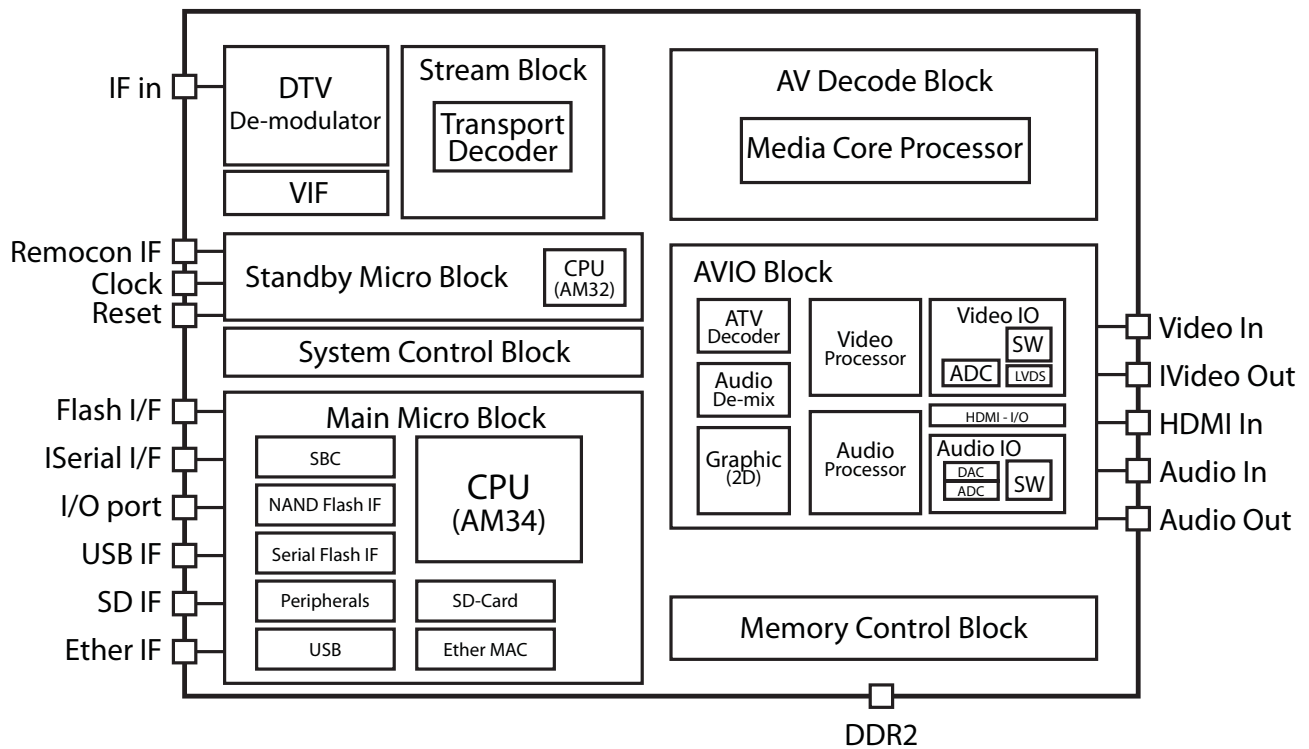 IF in
Remocon IF
Clock
Reset
Flash I/F
ISerial I/F
I/O port
USB IF
SD IF
Ether IF
DTV
De-modulator
VIF
Stream Block
Transport
Decoder
Standby Micro Block
CPU
(AM32)
System Control Block
Main Micro Block
SBC
NAND Flash IF
Serial Flash IF
Peripherals
USB
CPU
(AM34)
SD-Card
Ether MAC
AV Decode Block
Media Core Processor
AVIO Block
ATV
Decoder
Audio
De-mix
Graphic
(2D)
Video
Processor
Audio
Processor
Video IO
SW
ADC
LVDS
HDMI - I/O
Audio IO
DAC
ADC
SW
Memory Control Block
Video In
IVideo Out
HDMI In
Audio In
Audio Out
DDR2